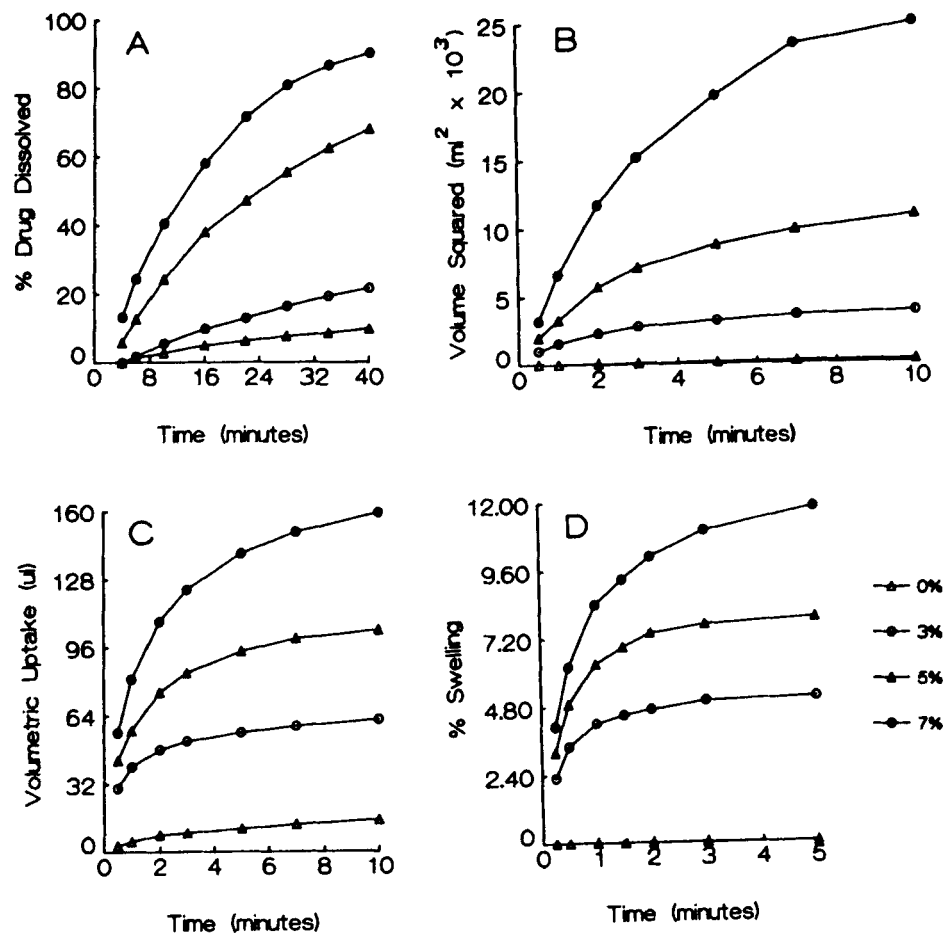 A
% Drug Dissolved
100
80
60
40
20
0
0 8 16 24 32 40
Time (minutes)
B
Volume Squared (ml² × 10³)
25
20
15
10
5
0
0 2 4 6 8 10
Time (minutes)
C
Volumetric Uptake (ul)
160
128
96
64
32
0
0 2 4 6 8 10
Time (minutes)
D
% Swelling
12.00
9.60
7.20
4.80
2.40
0
0 1 2 3 4 5
Time (minutes)
0%
3%
5%
7%